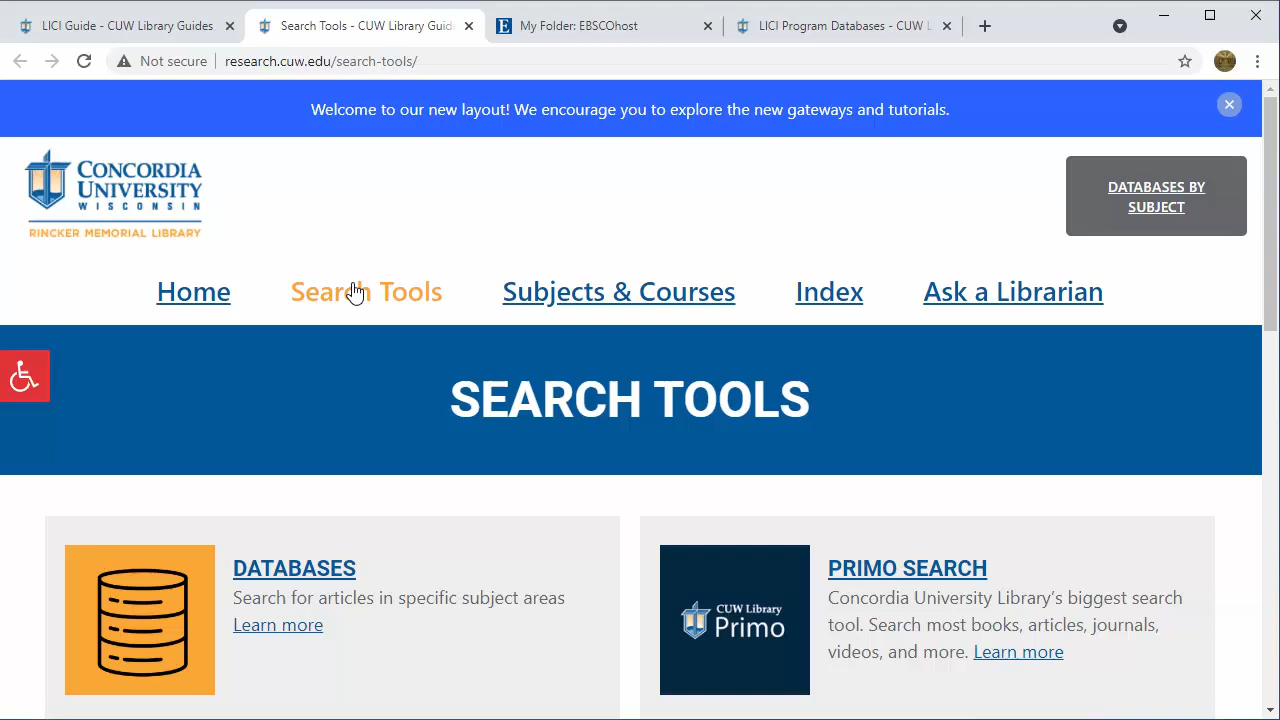 LICI Guide - CUW Library Guides
Search Tools - CUW Library Guid
My Folder: EBSCOhost
LICI Program Databases - CUW L
Not secure
research.cuw.edu/search-tools/
Welcome to our new layout! We encourage you to explore the new gateways and tutorials.
CONCORDIA
UNIVERSITY
WISCONSIN
RINCKER MEMORIAL LIBRARY
DATABASES BY
SUBJECT
Home
Search Tools
Subjects & Courses
Index
Ask a Librarian
SEARCH TOOLS
DATABASES
Search for articles in specific subject areas
Learn more
CUW Library
Primo
PRIMO SEARCH
Concordia University Library's biggest search
tool. Search most books, articles, journals,
videos, and more. Learn more